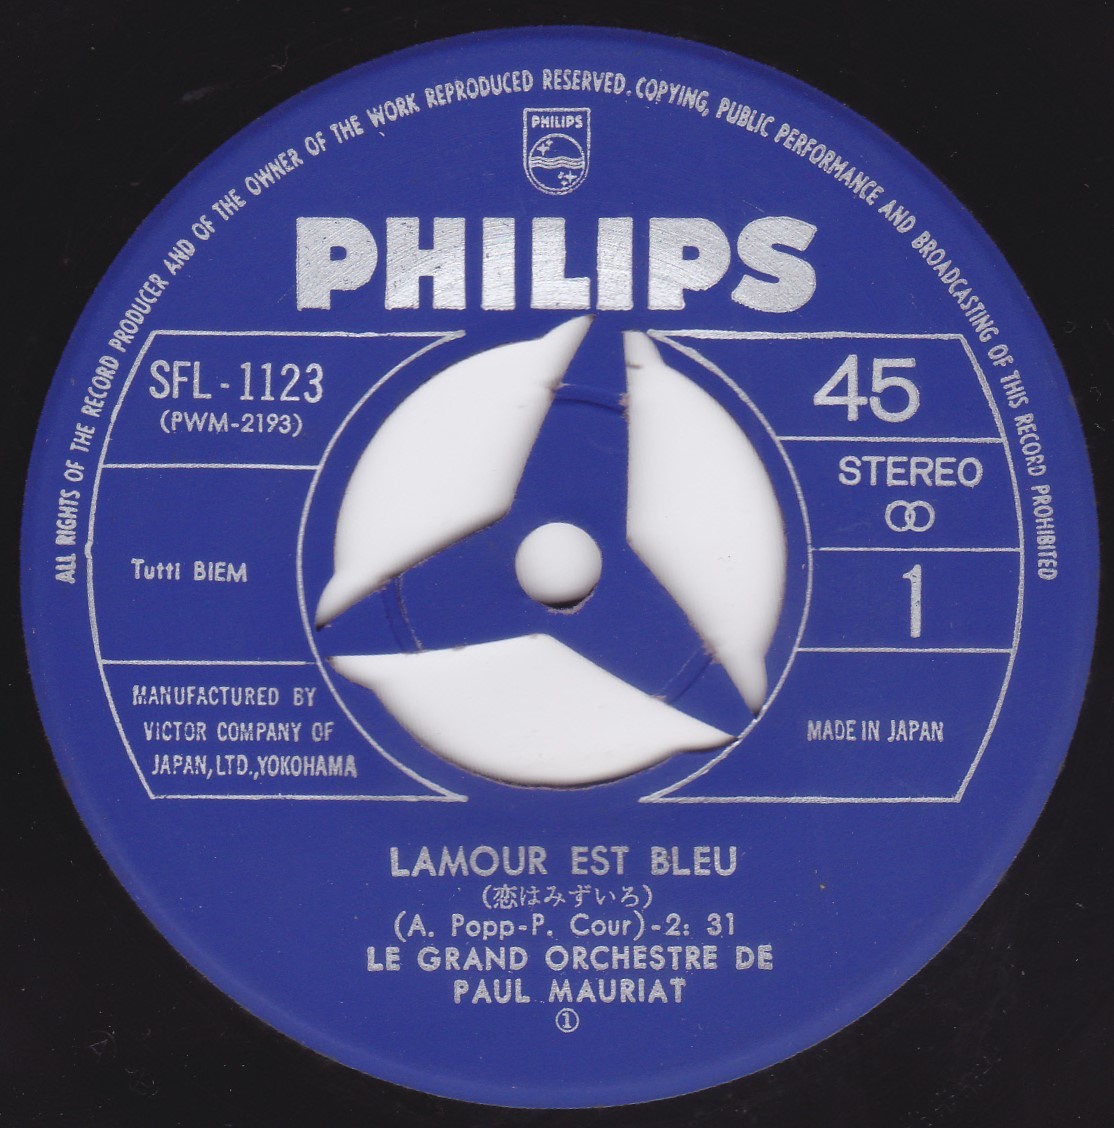 ALL RIGHTS OF THE RECORD PRODUCER AND OF THE OWNER OF THE WORK REPRODUCED RESERVED. COPYING, PUBLIC PERFORMANCE AND BROADCASTING OF THIS RECORD PROHIBITED
PHILIPS
PHILIPS
SFL-1123
(PWM-2193)
45
STEREO
1
Tutti BIEM
MANUFACTURED BY
VICTOR COMPANY OF
JAPAN, LTD., YOKOHAMA
MADE IN JAPAN
LAMOUR EST BLEU
(恋はみずいろ)
(A. Popp-P. Cour)-2: 31
LE GRAND ORCHESTRE DE
PAUL MAURIAT
①